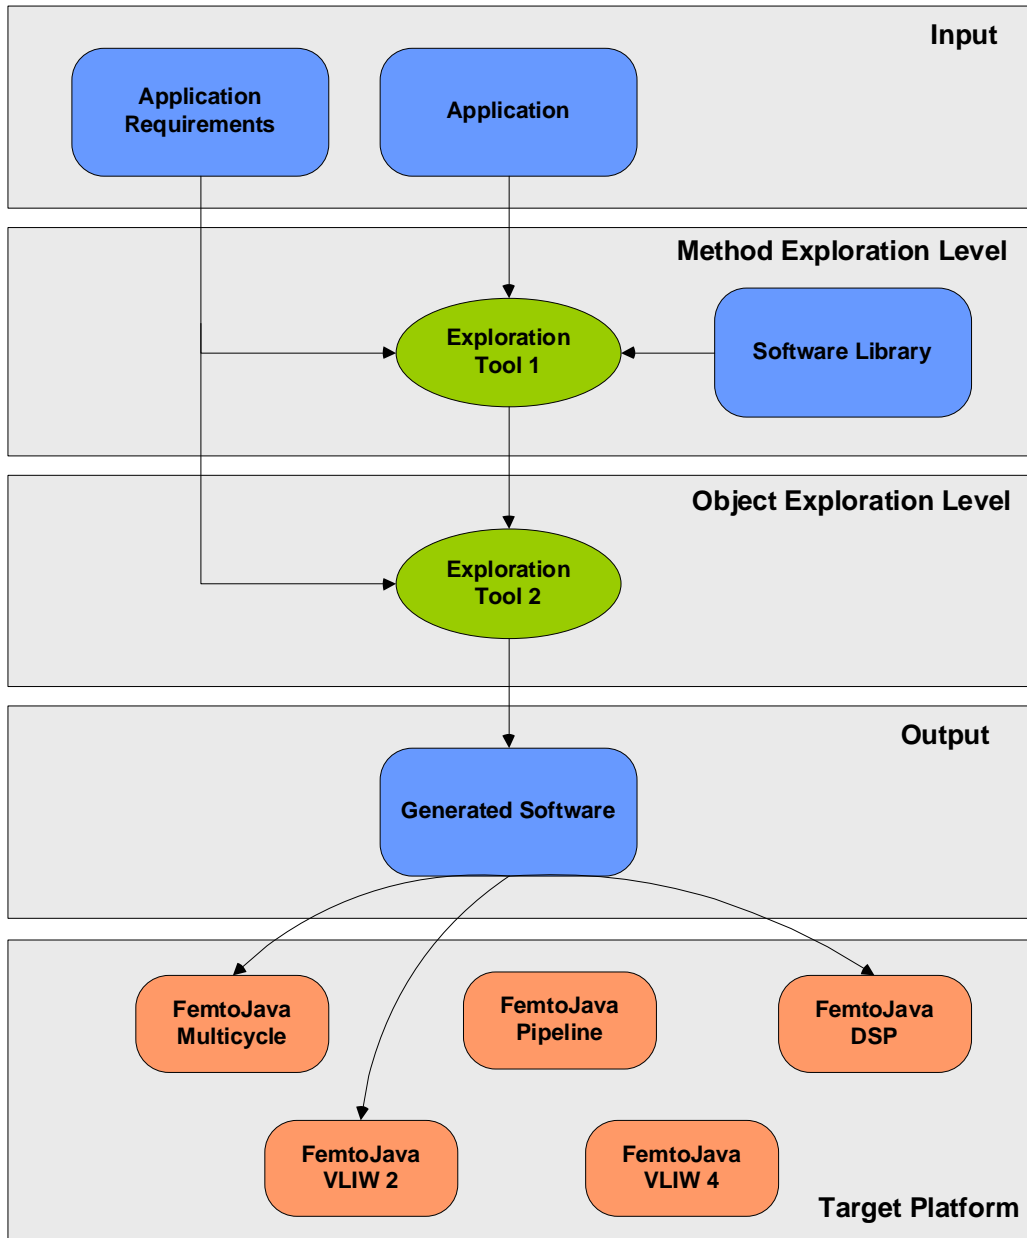 Input
Application
Requirements
Application
Method Exploration Level
Exploration
Tool 1
Software Library
Object Exploration Level
Exploration
Tool 2
Output
Generated Software
FemtoJava
Multicycle
FemtoJava
Pipeline
FemtoJava
DSP
FemtoJava
VLIW 2
FemtoJava
VLIW 4
Target Platform